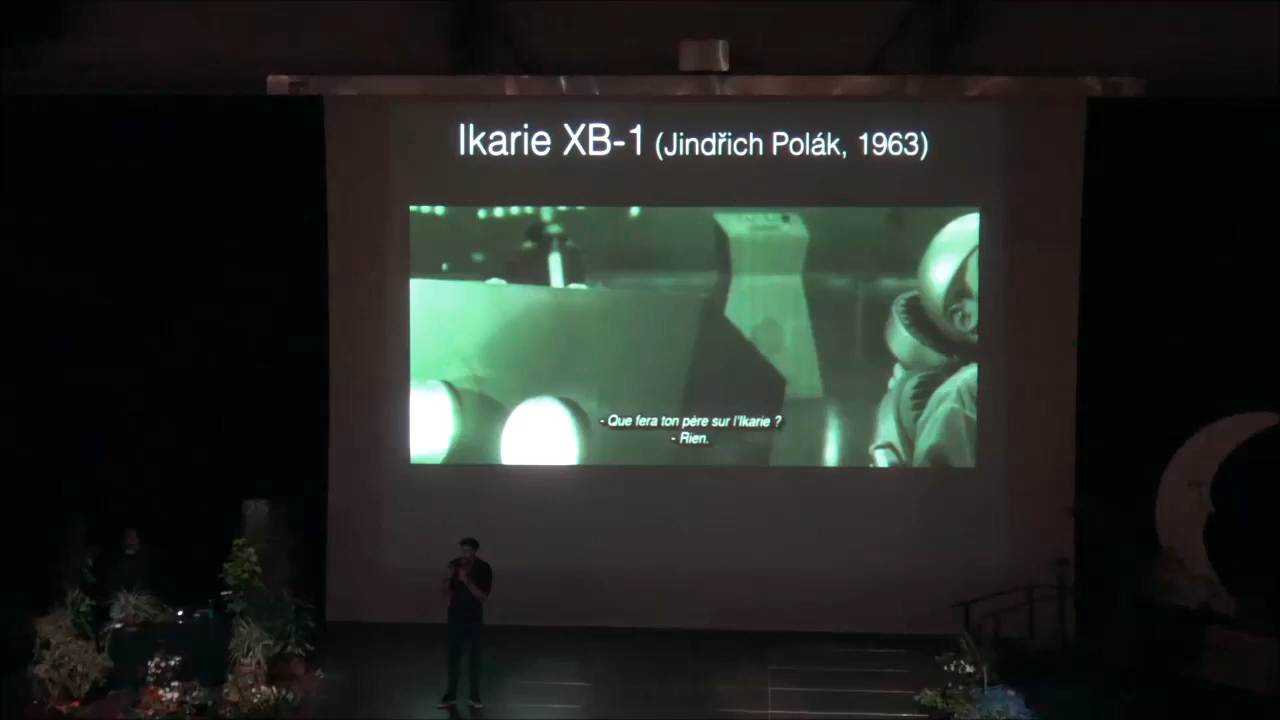 Ikarie XB-1 (Jindřich Polák, 1963)
- Que fera ton père sur l'Ikarie ?
- Rien.